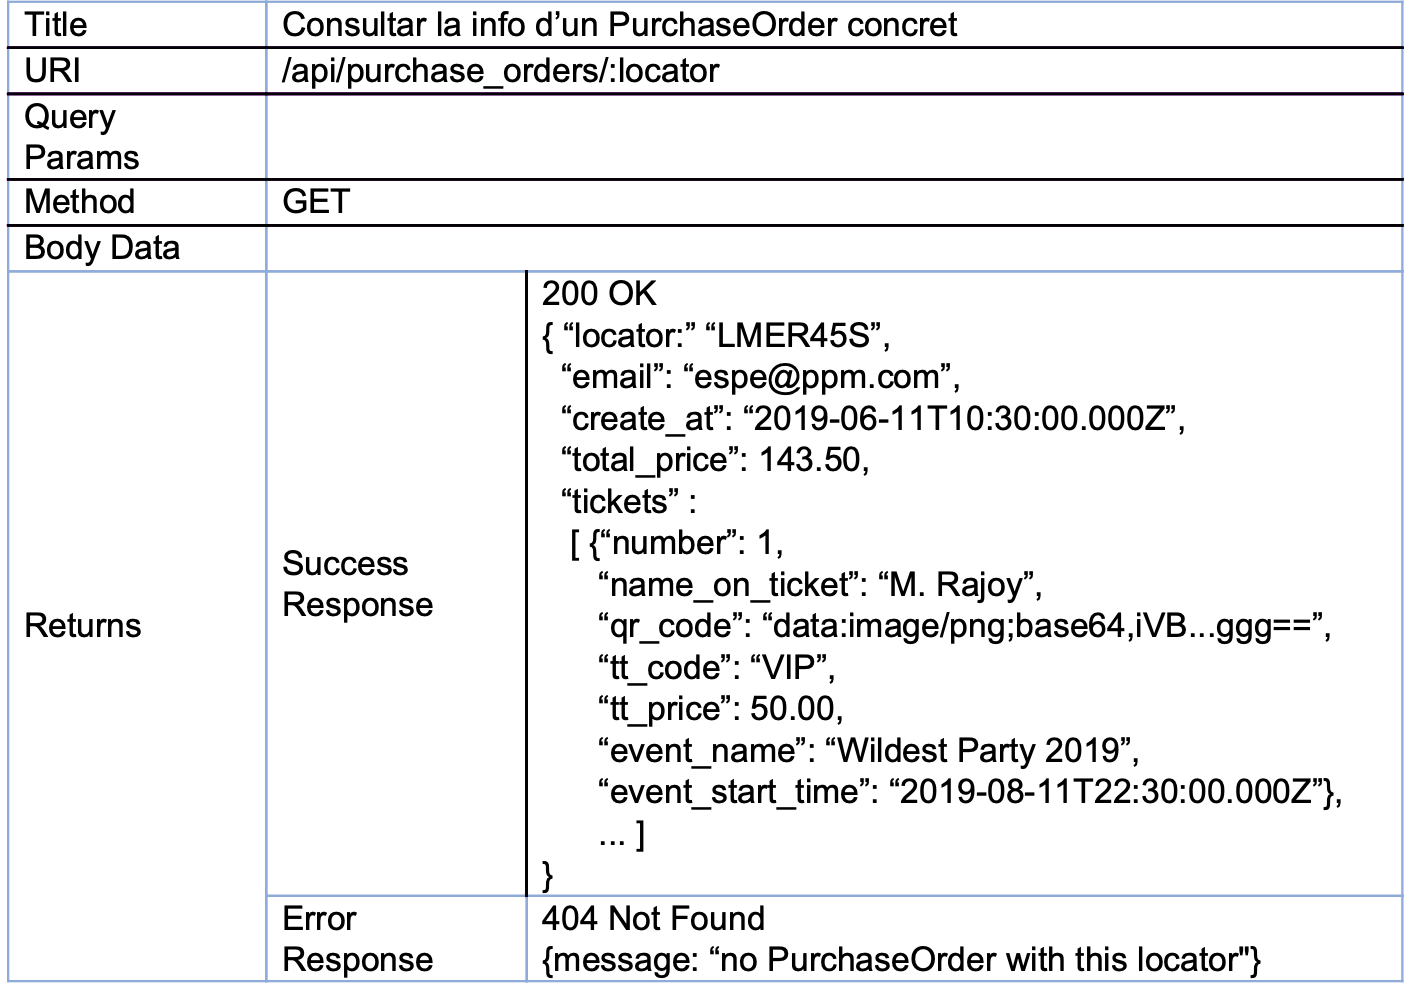 Title
Consultar la info d’un PurchaseOrder concret
URI
/api/purchase_orders/:locator
Query
Params
Method
GET
Body Data
Returns
Success
Response
200 OK
{ “locator:” “LMER45S”,
“email”: “espe@ppm.com”,
“create_at”: “2019-06-11T10:30:00.000Z”,
“total_price”: 143.50,
“tickets” :
[ {“number”: 1,
“name_on_ticket”: “M. Rajoy”,
“qr_code”: “data:image/png;base64,iVB...ggg==”,
“tt_code”: “VIP”,
“tt_price”: 50.00,
“event_name”: “Wildest Party 2019”,
“event_start_time”: “2019-08-11T22:30:00.000Z”},
... ]
}
Error
Response
404 Not Found
{message: “no PurchaseOrder with this locator"}